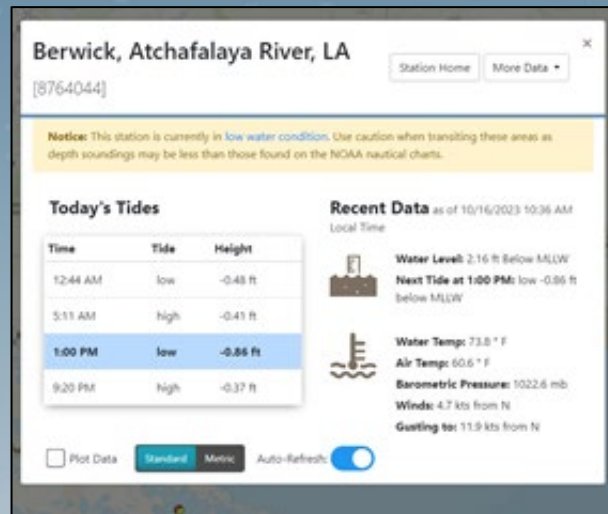 Berwick, Atchafalaya River, LA
[8764044]
Station Home
More Data
×
Notice: This station is currently in low water condition. Use caution when transiting these areas as
depth soundings may be less than those found on the NOAA nautical charts.
Today's Tides
Time Tide Height
12:44 AM low -0.48 ft
5:11 AM high -0.41 ft
1:00 PM low -0.86 ft
9:20 PM high -0.37 ft
Plot Data
Standard Metric
Auto-Refresh:
Recent Data as of 10/16/2023 10:36 AM
Local Time
Water Level: 2.16 ft Below MLLW
Next Tide at 1:00 PM: low -0.86 ft
below MLLW
Water Temp: 73.8 ° F
Air Temp: 60.6 ° F
Barometric Pressure: 1022.6 mb
Winds: 4.7 kts from N
Gusting to: 11.9 kts from N